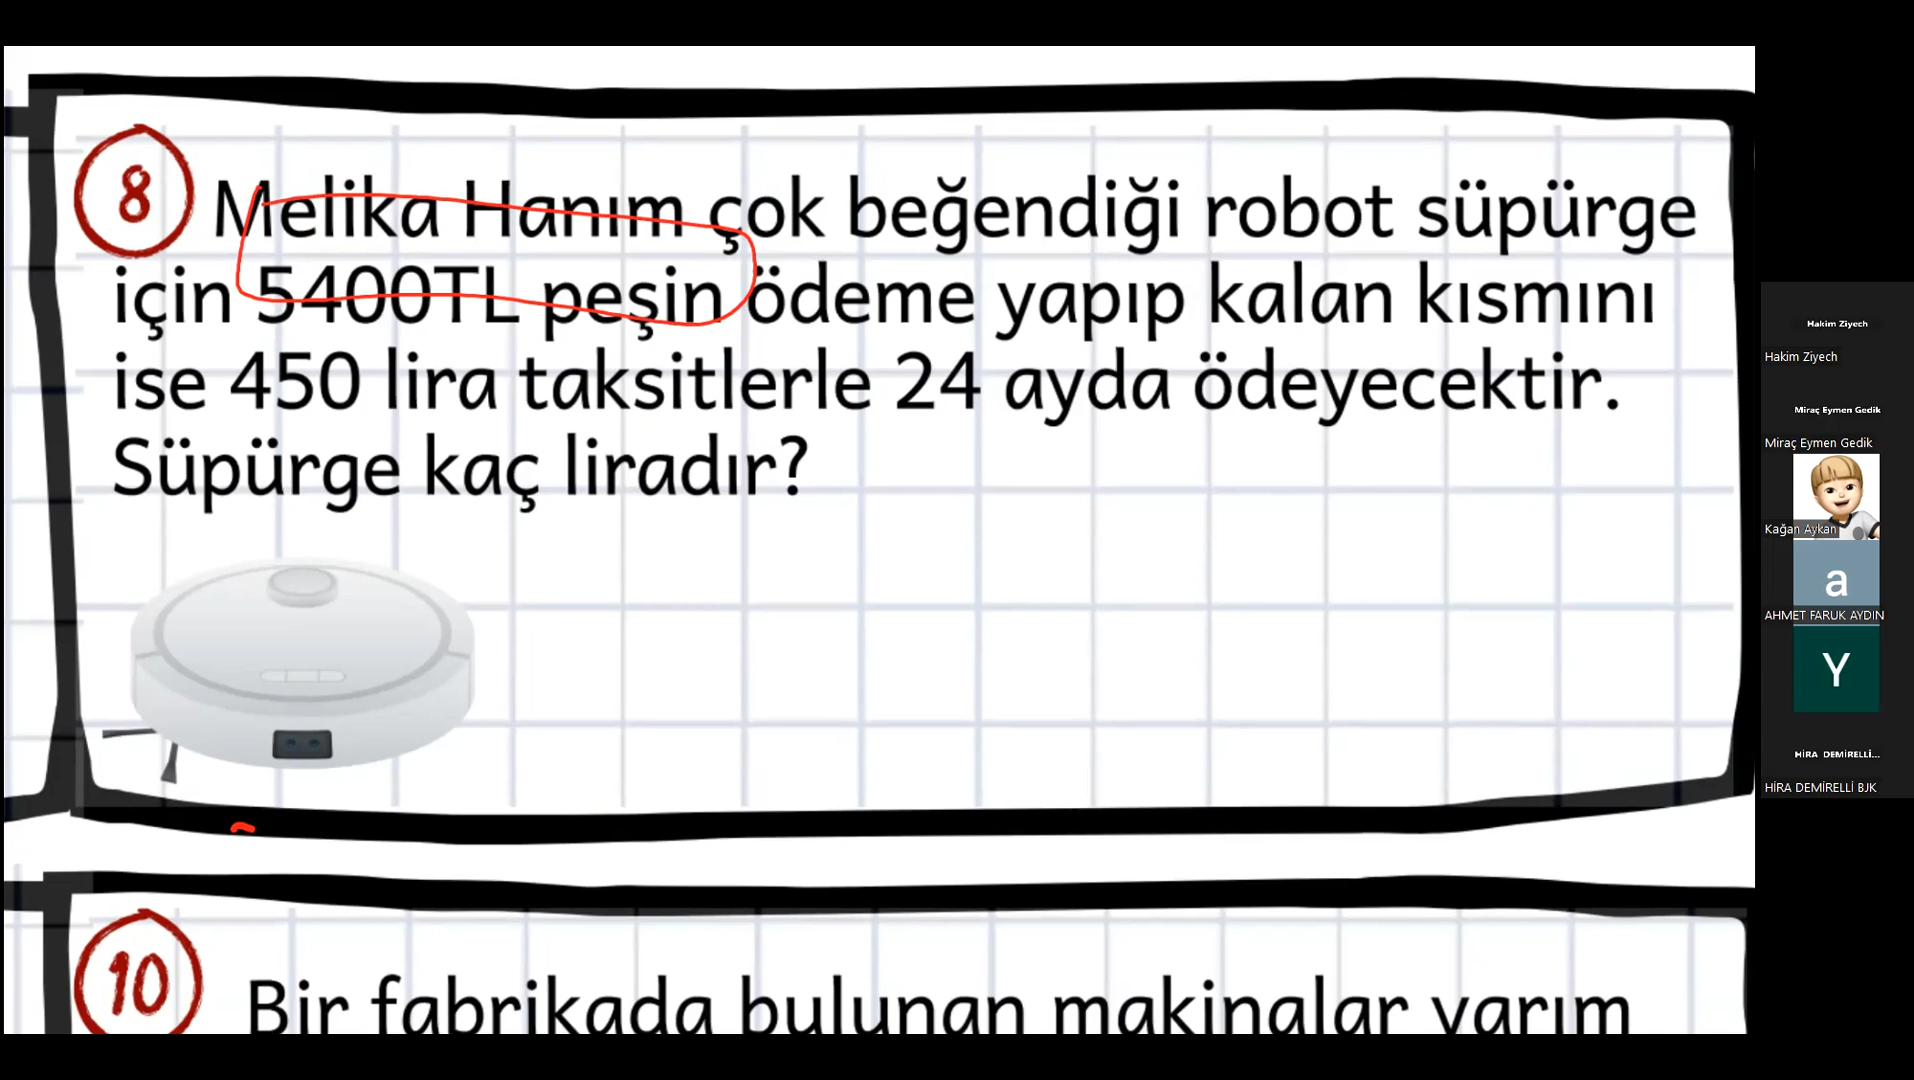 8
Melika Hanım çok beğendiği robot süpürge
için 5400TL peşin ödeme yapıp kalan kısmını
ise 450 lira taksitlerle 24 ayda ödeyecektir.
Süpürge kaç liradır?
10
Bir fabrikada bulunan makinalar yarım
Hakim Ziyech
Hakim Ziyech
Miraç Eymen Gedik
Miraç Eymen Gedik
Kağan Aykan
a
AHMET FARUK AYDIN
Y
HİRA DEMİRELLİ...
HİRA DEMİRELLİ BJK